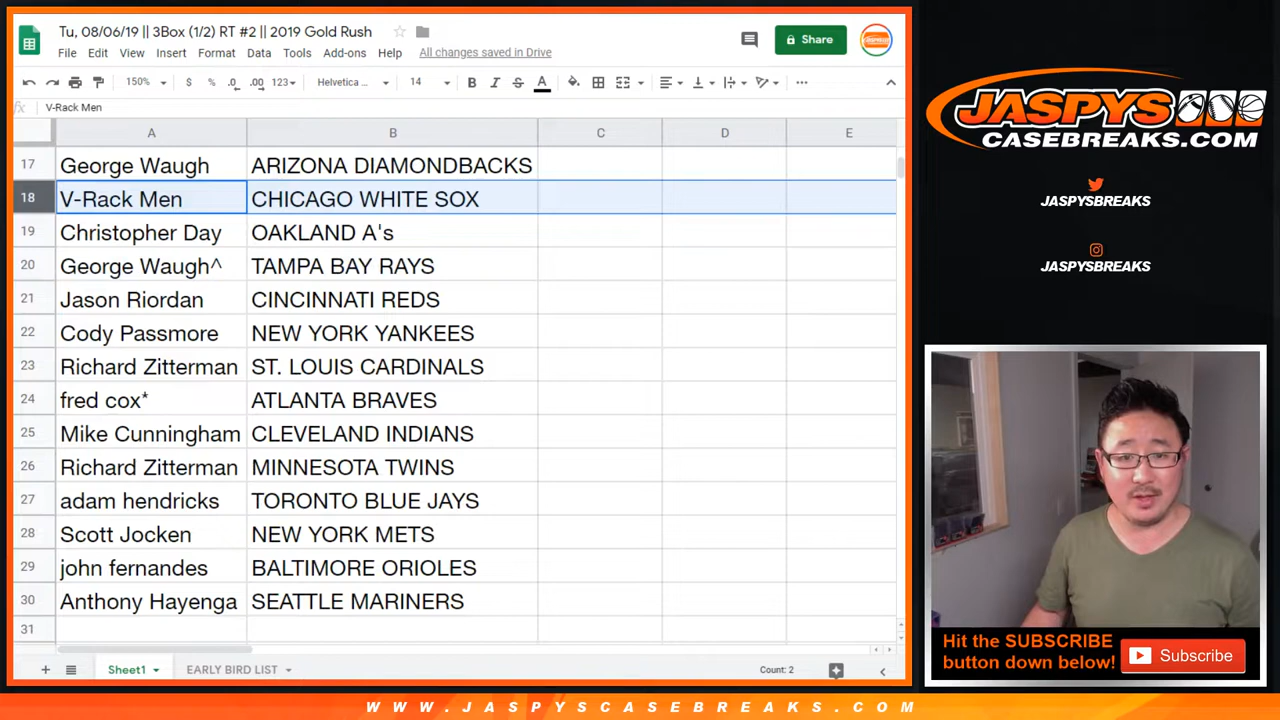 Tu, 08/06/19 || 3Box (1/2) RT #2 || 2019 Gold Rush
File Edit View Insert Format Data Tools Add-ons Help All changes saved in Drive
Share
150% $ % .0 .00 123 Helvetica ... 14 B I S A
fx V-Rack Men
A B C D E
17 George Waugh ARIZONA DIAMONDBACKS
18 V-Rack Men CHICAGO WHITE SOX
19 Christopher Day OAKLAND A's
20 George Waugh^ TAMPA BAY RAYS
21 Jason Riordan CINCINNATI REDS
22 Cody Passmore NEW YORK YANKEES
23 Richard Zitterman ST. LOUIS CARDINALS
24 fred cox* ATLANTA BRAVES
25 Mike Cunningham CLEVELAND INDIANS
26 Richard Zitterman MINNESOTA TWINS
27 adam hendricks TORONTO BLUE JAYS
28 Scott Jocken NEW YORK METS
29 john fernandes BALTIMORE ORIOLES
30 Anthony Hayenga SEATTLE MARINERS
31
+ Sheet1 EARLY BIRD LIST Count: 2
JASPYS
CASEBREAKS.COM
JASPYSBREAKS
JASPYSBREAKS
Hit the SUBSCRIBE
button down below!
Subscribe
WWW.JASPYSCASEBREAKS.COM